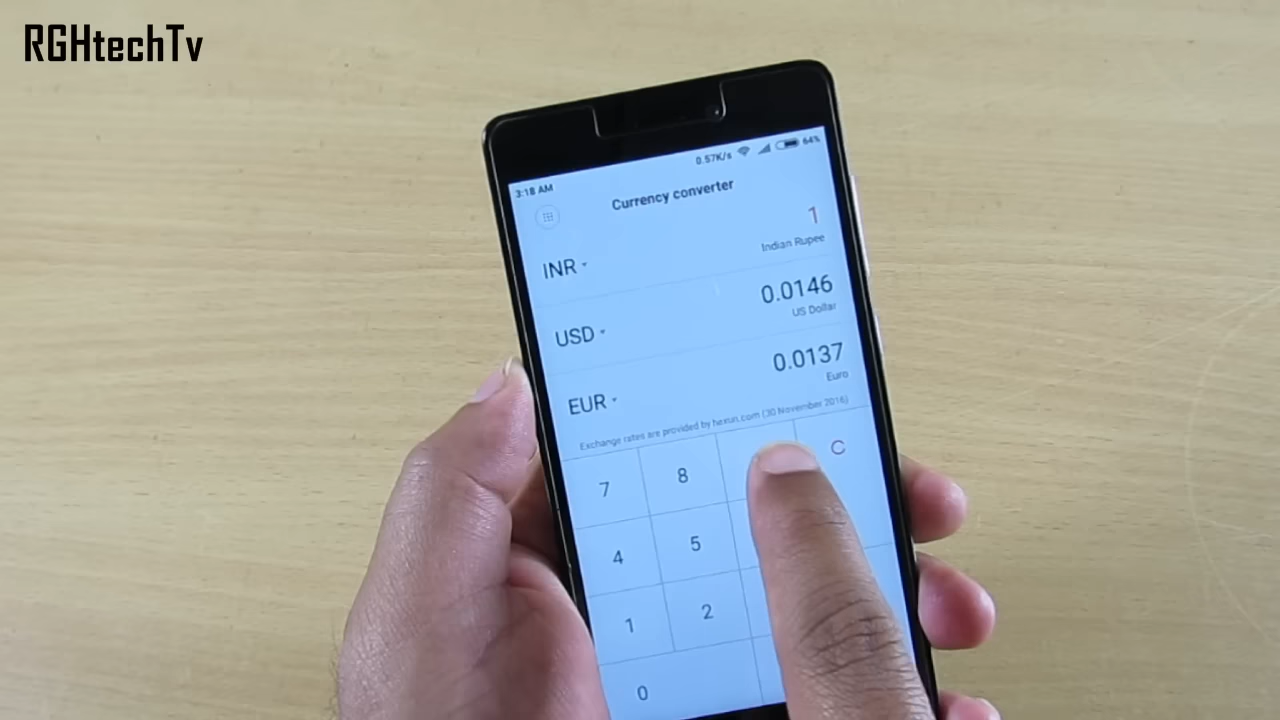 RGHtechTv
3:18 AM 0.57K/s 64%
Currency converter
1
INR Indian Rupee
0.0146
USD US Dollar
0.0137
EUR Euro
Exchange rates are provided by hexun.com (30 November 2016)
7 8 C
4 5
1 2
0